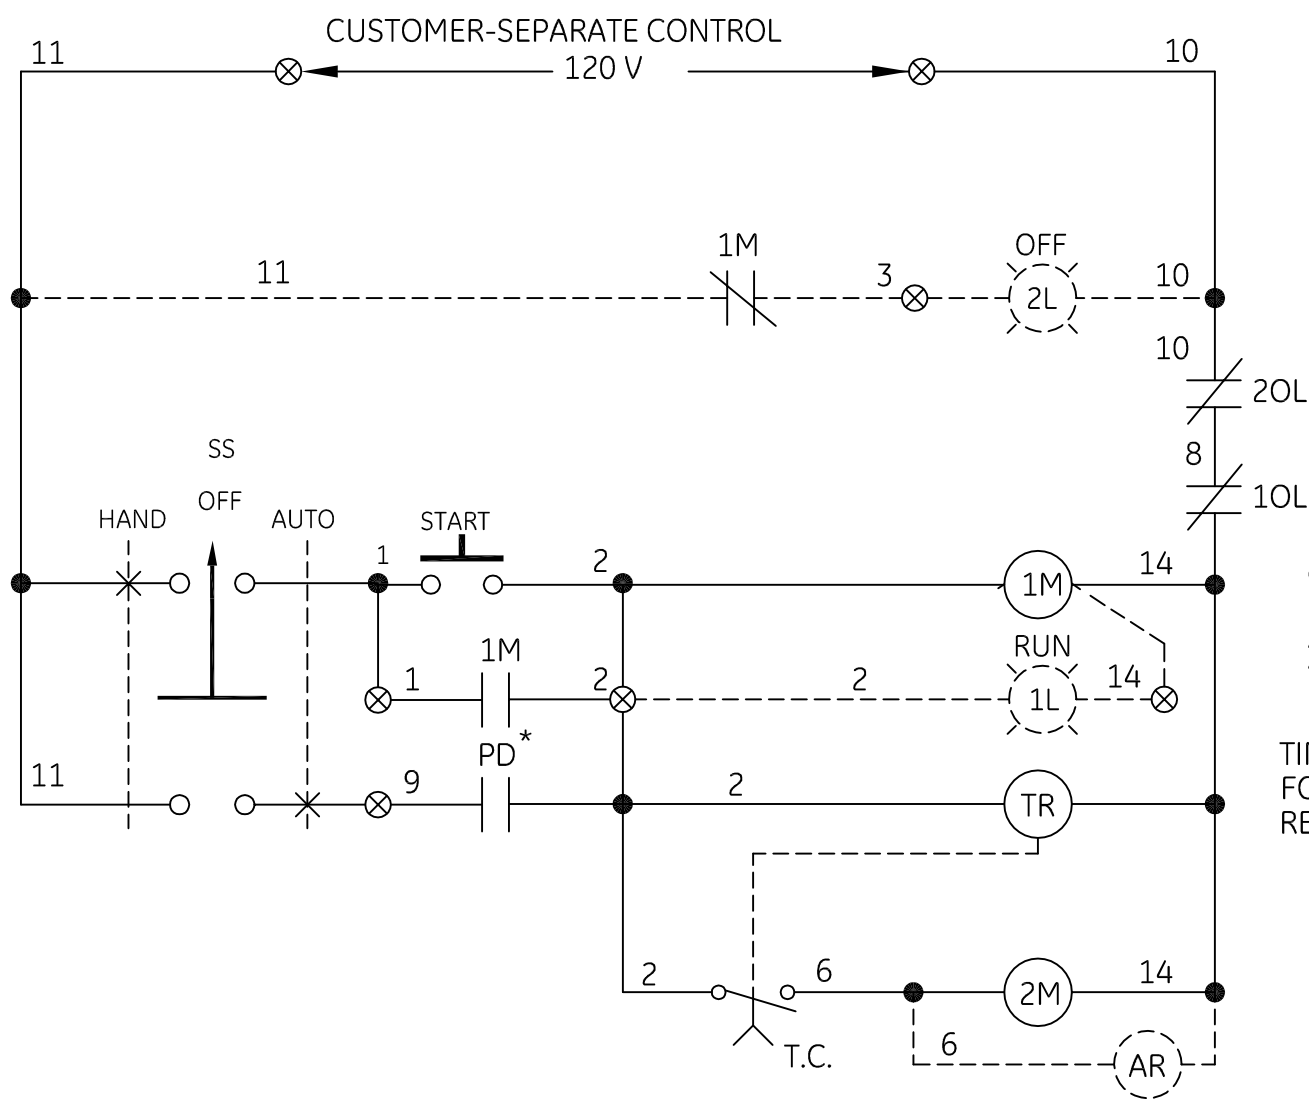 CUSTOMER-SEPARATE CONTROL
11
120 V
10
1M
OFF
11
3
2L
10
10
2OL
8
1OL
SS
OFF
HAND
AUTO
START
1
2
1M
14
RUN
1M
1
2
2
1L
14
PD*
11
9
2
TR
2
6
2M
14
T.C.
6
AR